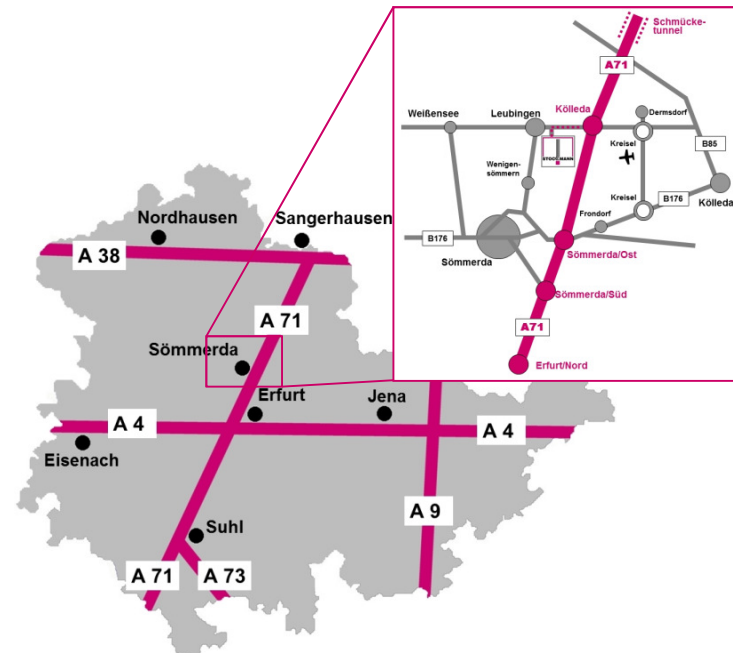 Schmücke-
tunnel
A71
Kölleda
Dermsdorf
Weißensee
Leubingen
Kreisel
B85
STODELMANN
Wenigen-
sömmern
Kölleda
Kreisel
B176
Frondorf
B176
Sömmerda/Ost
Sömmerda
Sömmerda/Süd
A71
Erfurt/Nord
Nordhausen
Sangerhausen
A 38
A 71
Sömmerda
Erfurt
Jena
A 4
A 4
Eisenach
A 9
Suhl
A 71
A 73